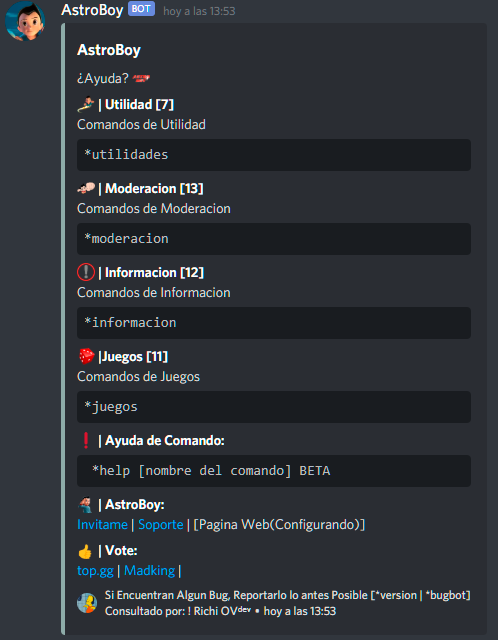 AstroBoy BOT hoy a las 13:53
AstroBoy
¿Ayuda?
| Utilidad [7]
Comandos de Utilidad
*utilidades
| Moderacion [13]
Comandos de Moderacion
*moderacion
| Informacion [12]
Comandos de Informacion
*informacion
|Juegos [11]
Comandos de Juegos
*juegos
❗ | Ayuda de Comando:
*help [nombre del comando] BETA
| AstroBoy:
Invitame | Soporte | [Pagina Web(Configurando)]
👍 | Vote:
top.gg | Madking |
Si Encuentran Algun Bug, Reportarlo lo antes Posible [*version | *bugbot]
Consultado por: ! Richi OVᵈᵉᵛ • hoy a las 13:53